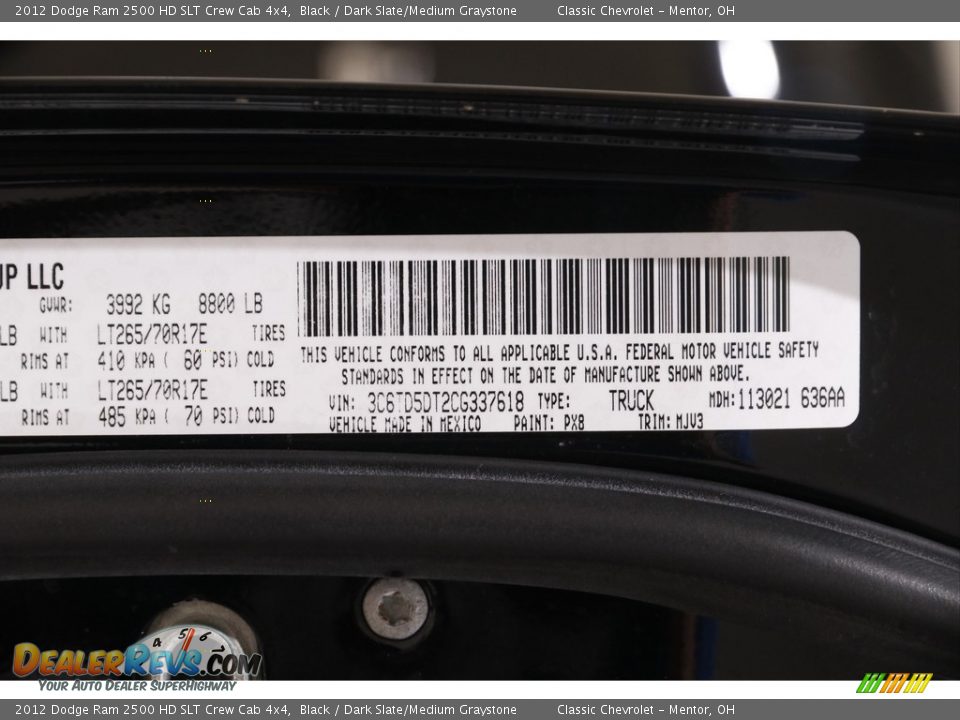 2012 Dodge Ram 2500 HD SLT Crew Cab 4x4, Black / Dark Slate/Medium Graystone Classic Chevrolet – Mentor, OH
UP LLC
GVWR: 3992 KG 8800 LB
LB WITH LT265/70R17E TIRES
RIMS AT 410 KPA ( 60 PSI) COLD
LB WITH LT265/70R17E TIRES
RIMS AT 485 KPA ( 70 PSI) COLD
THIS VEHICLE CONFORMS TO ALL APPLICABLE U.S.A. FEDERAL MOTOR VEHICLE SAFETY
STANDARDS IN EFFECT ON THE DATE OF MANUFACTURE SHOWN ABOVE.
VIN: 3C6TD5DT2CG337618 TYPE: TRUCK MDH: 113021 636AA
VEHICLE MADE IN MEXICO PAINT: PX8 TRIM: MJV3
4 5 6
DEALERREVS.COM
YOUR AUTO DEALER SUPERHIGHWAY
2012 Dodge Ram 2500 HD SLT Crew Cab 4x4, Black / Dark Slate/Medium Graystone Classic Chevrolet – Mentor, OH